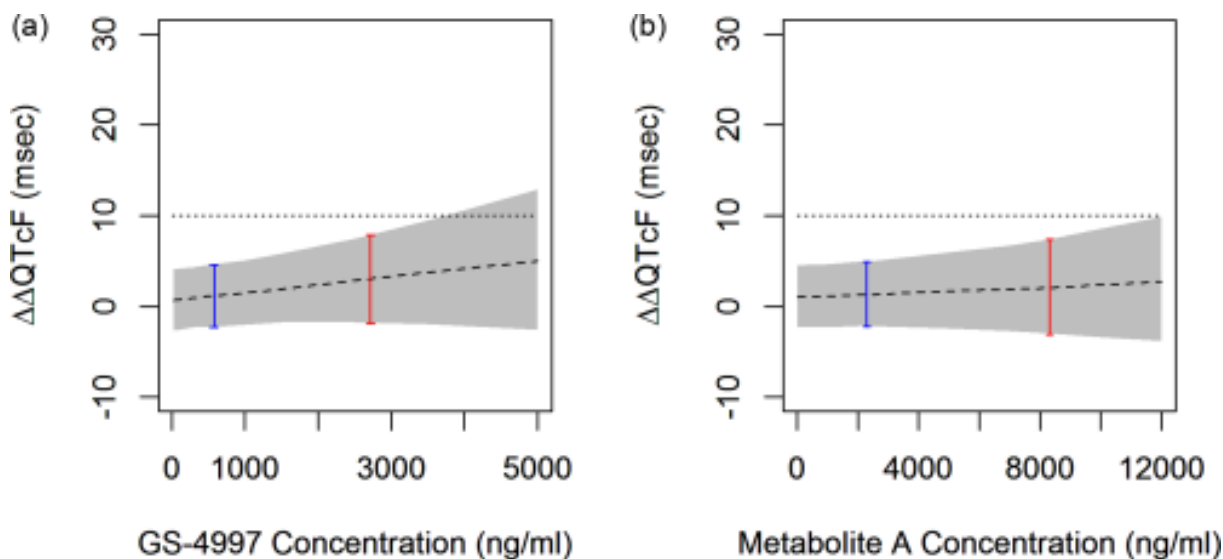 (a)
30
20
10
0
-10
ΔΔQTcF (msec)
0 1000 3000 5000
GS-4997 Concentration (ng/ml)
(b)
30
20
10
0
-10
ΔΔQTcF (msec)
0 4000 8000 12000
Metabolite A Concentration (ng/ml)